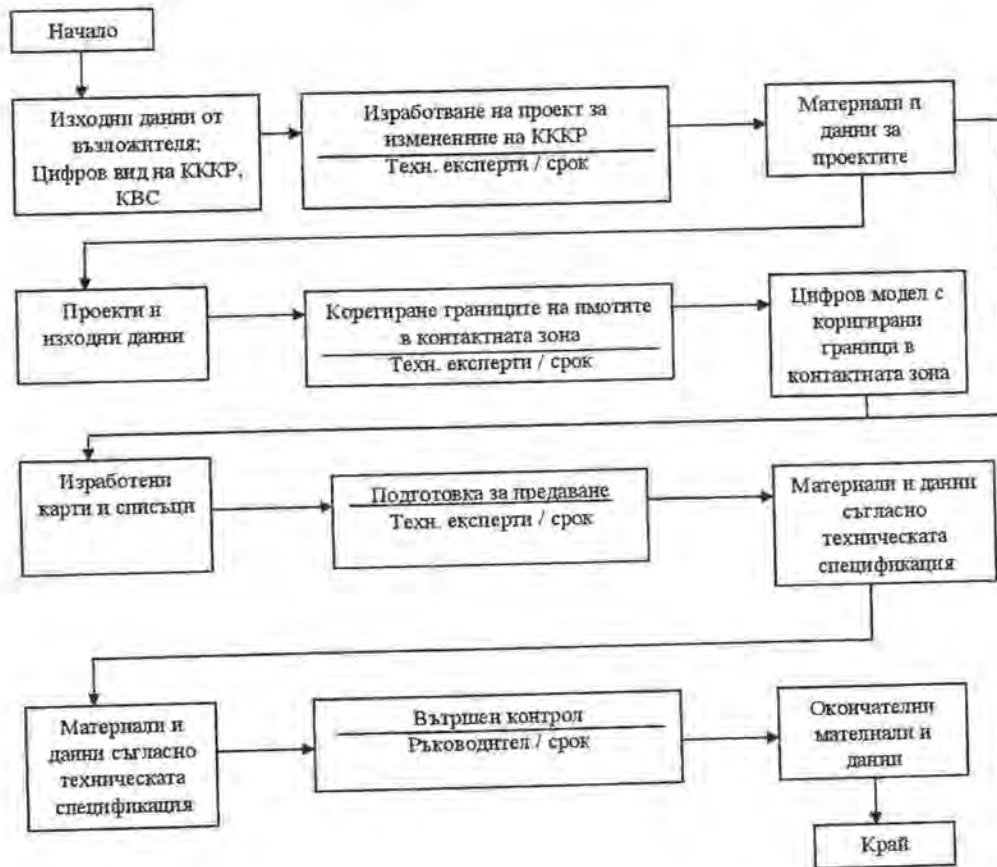 Начало
Изходни данни от
възложителя;
Цифров вид на КККР,
КВС
Изработване на проект за
изменение на КККР
Техн. експерти / срок
Материали и
данни за
проектите
Проекти и
изходни данни
Корегиране границите на имотите
в контактната зона
Техн. експерти / срок
Цифров модел с
коригирани
граници в
контактната зона
Изработени
карти и списъци
Подготовка за предаване
Техн. експерти / срок
Материали и данни
съгласно
техническата
спецификация
Материали и
данни съгласно
техническата
спецификация
Вътршен контрол
Ръководител / срок
Окончателни
мателиали и
данни
Край